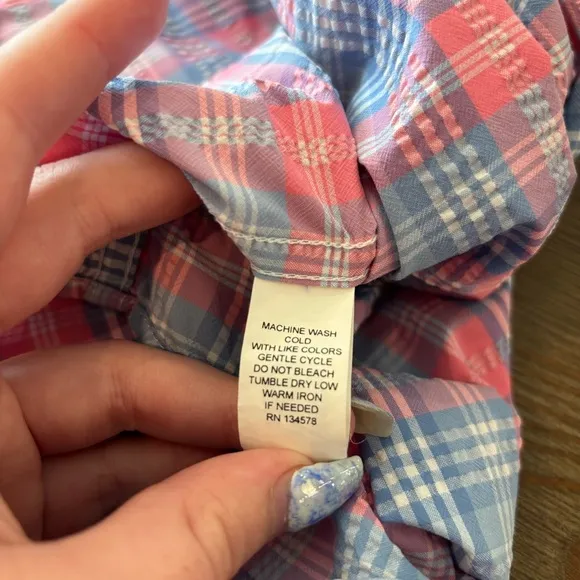 MACHINE WASH
COLD
WITH LIKE COLORS
GENTLE CYCLE
DO NOT BLEACH
TUMBLE DRY LOW
WARM IRON
IF NEEDED
RN 134578